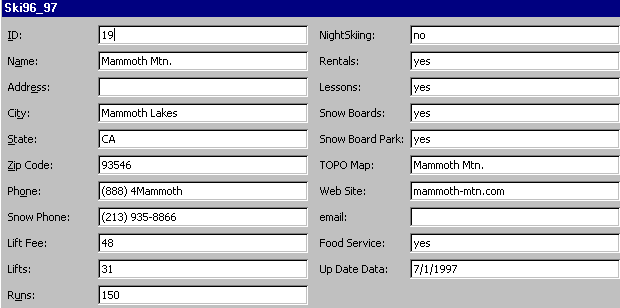 Ski96_97
ID: 19 NightSkiing: no
Name: Mammoth Mtn. Rentals: yes
Address: Lessons: yes
City: Mammoth Lakes Snow Boards: yes
State: CA Snow Board Park: yes
Zip Code: 93546 TOPO Map: Mammoth Mtn.
Phone: (888) 4Mammoth Web Site: mammoth-mtn.com
Snow Phone: (213) 935-8866 email:
Lift Fee: 48 Food Service: yes
Lifts: 31 Up Date Data: 7/1/1997
Runs: 150